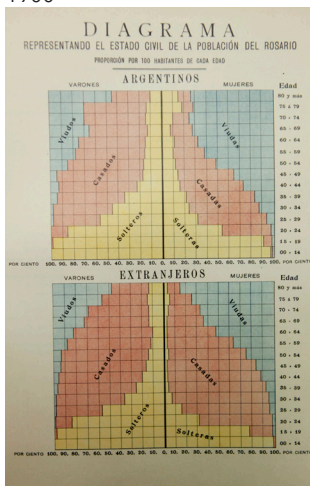 DIAGRAMA
REPRESENTANDO EL ESTADO CIVIL DE LA POBLACIÓN DEL ROSARIO
PROPORCIÓN POR 100 HABITANTES DE CADA EDAD
ARGENTINOS
VARONES MUJERES Edad
80 y más
75 á 79
70 - 74
65 - 69
60 - 64
55 - 59
50 - 54
45 - 49
40 - 44
35 - 39
30 - 34
25 - 29
20 - 24
15 - 19
00 - 14
Viudos
Casados
Solteros
Viudas
Casadas
Solteras
POR CIENTO 100, 90, 80, 70, 60, 50, 40, 30, 20, 10, 0, 10, 20, 30, 40, 50, 60, 70, 80, 90, 100, POR CIENTO
EXTRANJEROS
VARONES MUJERES Edad
80 y más
75 á 79
70 - 74
65 - 69
60 - 64
55 - 59
50 - 54
45 - 49
40 - 44
35 - 39
30 - 34
25 - 29
20 - 24
15 - 19
00 - 14
Viudos
Casados
Solteros
Viudas
Casadas
Solteras
POR CIENTO 100, 90, 80, 70, 60, 50, 40, 30, 20, 10, 0, 10, 20, 30, 40, 50, 60, 70, 80, 90, 100, POR CIENTO